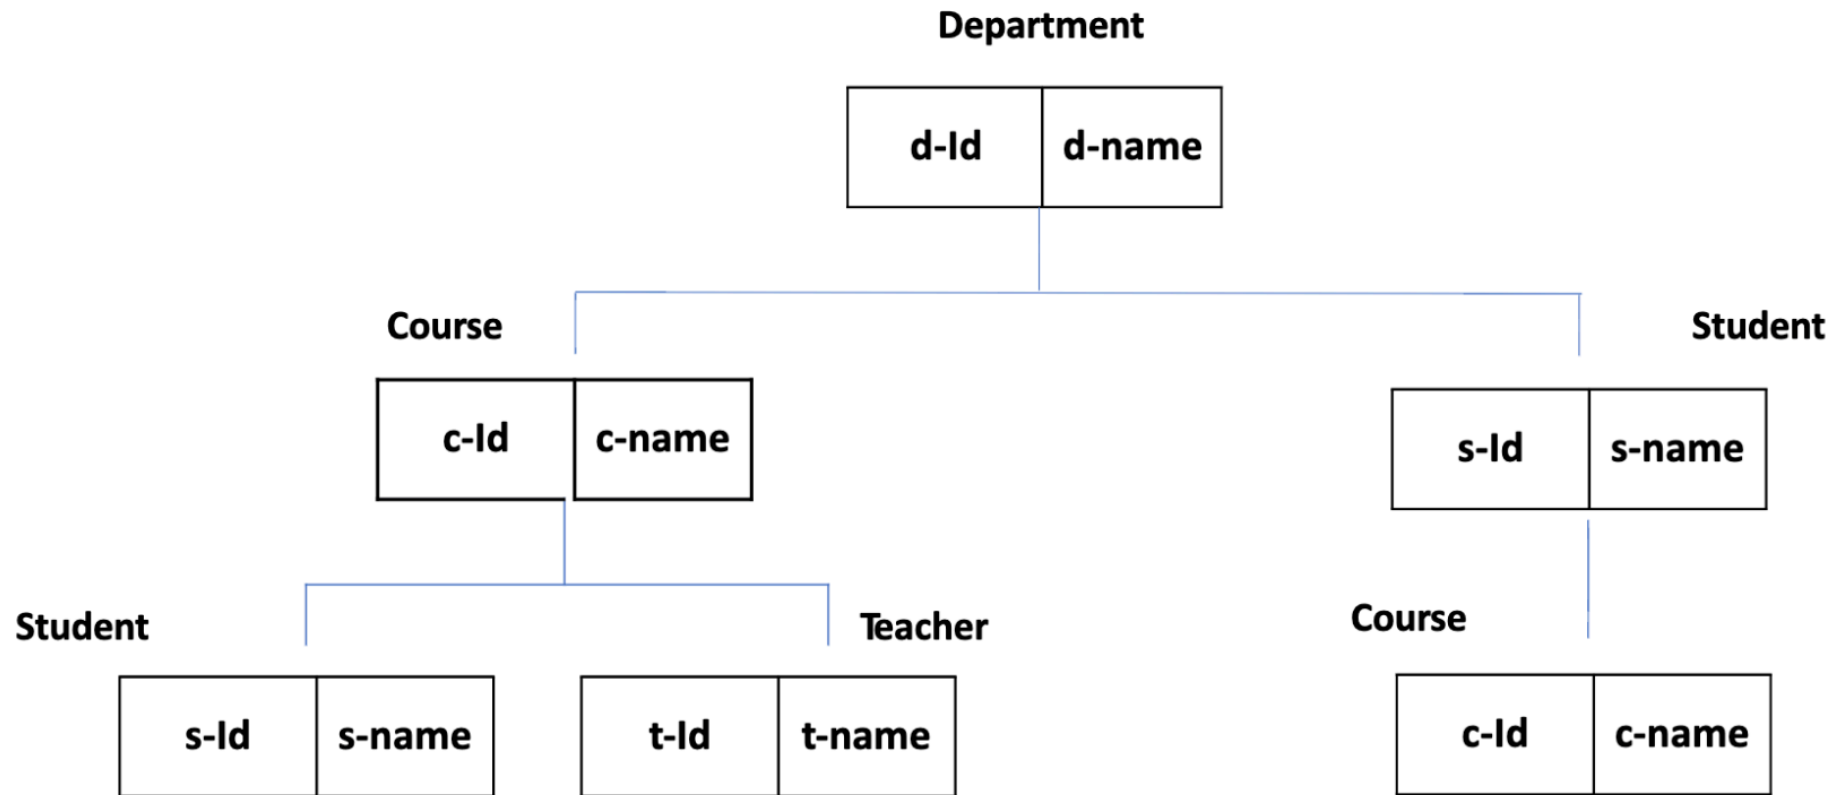 Department
d-Id d-name
Course
Student
c-Id c-name
s-Id s-name
Student
Teacher
Course
s-Id s-name
t-Id t-name
c-Id c-name